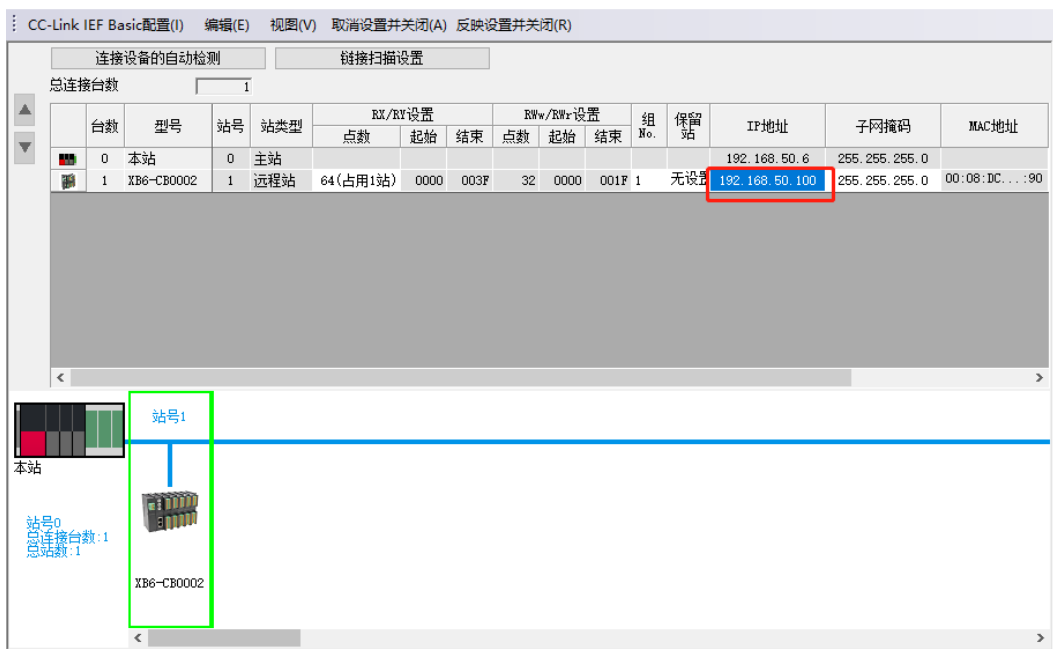 CC-Link IEF Basic配置(I) 编辑(E) 视图(V) 取消设置并关闭(A) 反映设置并关闭(R)
连接设备的自动检测 链接扫描设置
总连接台数 1
台数 型号 站号 站类型 RX/RY设置 RWw/RWr设置 组No. 保留站 IP地址 子网掩码 MAC地址
点数 起始 结束 点数 起始 结束
0 本站 0 主站 192.168.50.6 255.255.255.0
1 XB6-CB0002 1 远程站 64(占用1站) 0000 003F 32 0000 001F 1 无设置 192.168.50.100 255.255.255.0 00:08:DC...:90
站号1
本站
站号0
总连接台数:1
总站数:1
XB6-CB0002